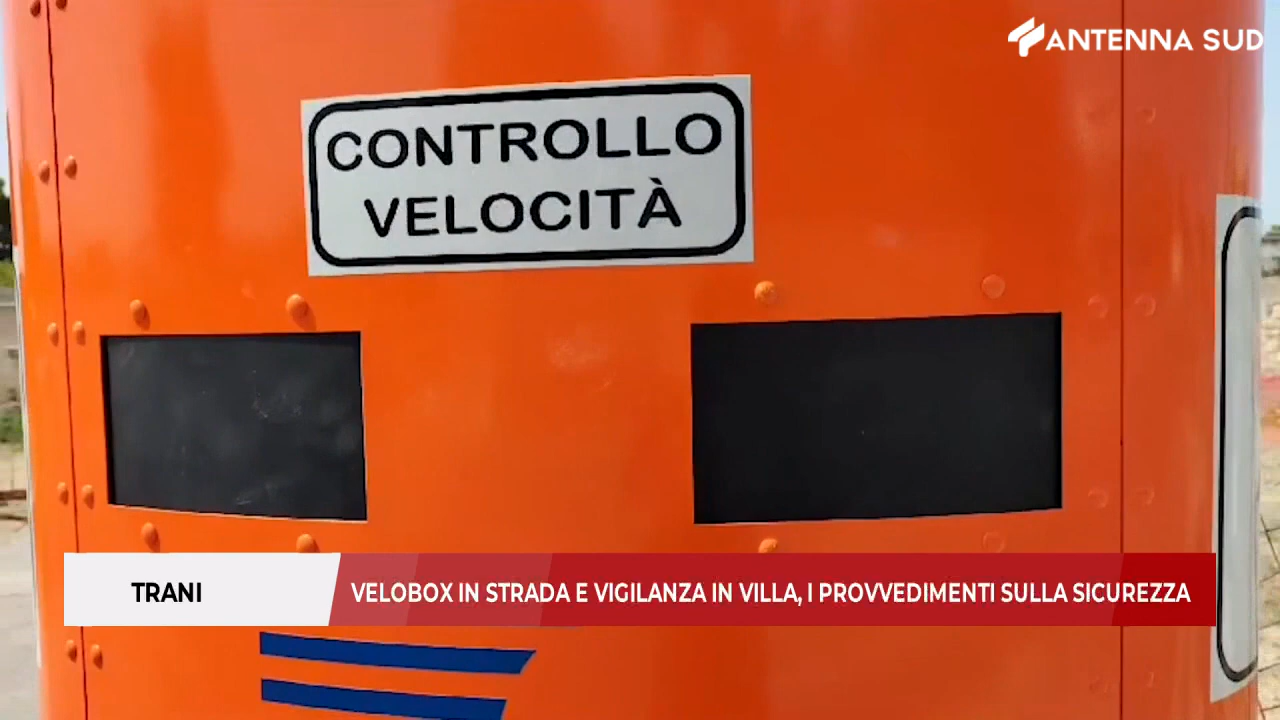 ANTENNA SUD
CONTROLLO
VELOCITÀ
TRANI
VELOBOX IN STRADA E VIGILANZA IN VILLA, I PROVVEDIMENTI SULLA SICUREZZA